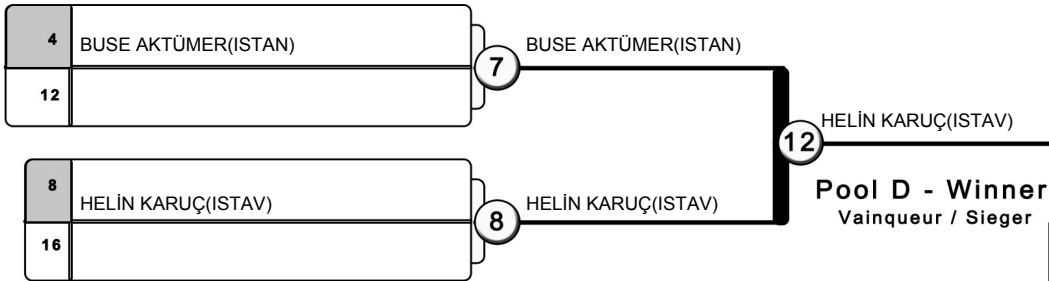 4 BUSE AKTÜMER(ISTAN)
12
7
BUSE AKTÜMER(ISTAN)
8 HELİN KARUÇ(ISTAV)
16
8
HELİN KARUÇ(ISTAV)
12
HELİN KARUÇ(ISTAV)
Pool D - Winner
Vainqueur / Sieger